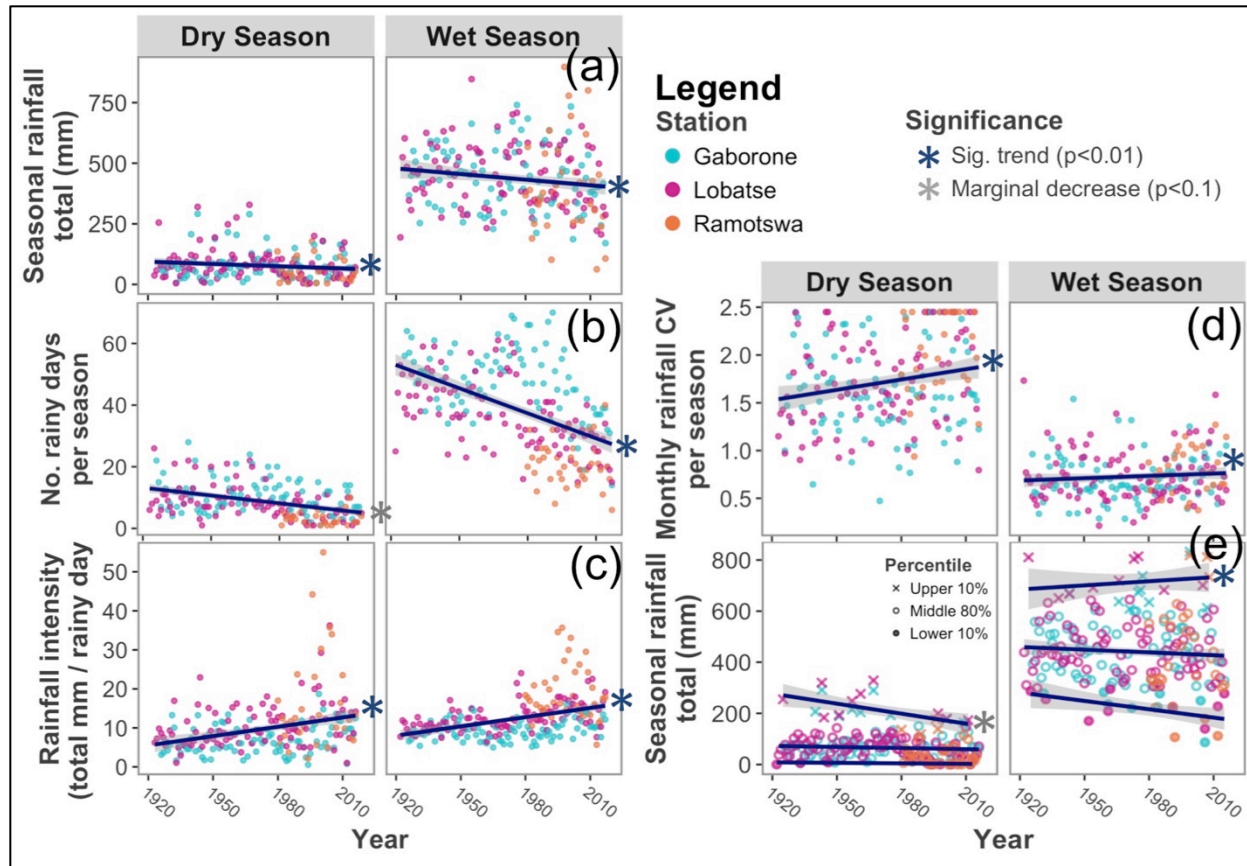 Dry Season
Wet Season
(a)
Seasonal rainfall
total (mm)
750
500
250
0
(b)
No. rainy days
per season
60
40
20
0
(c)
Rainfall intensity
(total mm / rainy day)
50
40
30
20
10
0
1920
1950
1980
2010
1920
1950
1980
2010
Year
Legend
Station
Gaborone
Lobatse
Ramotswa
Significance
Sig. trend (p<0.01)
Marginal decrease (p<0.1)
Dry Season
Wet Season
(d)
Monthly rainfall CV
per season
2.5
2.0
1.5
1.0
0.5
(e)
Seasonal rainfall
total (mm)
800
600
400
200
0
Percentile
Upper 10%
Middle 80%
Lower 10%
1920
1950
1980
2010
1920
1950
1980
2010
Year